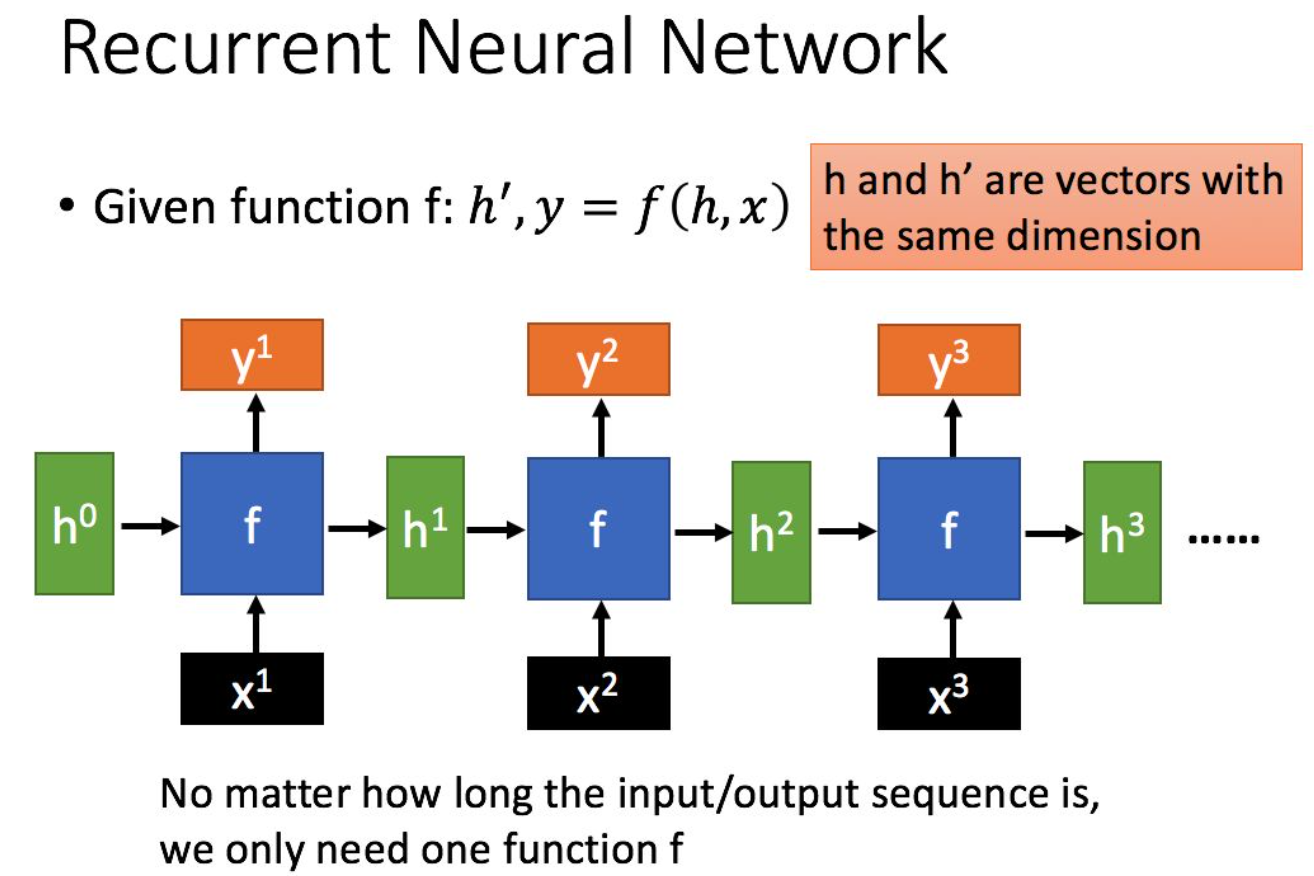 Recurrent Neural Network
• Given function f: h′, y = f(h, x)
h and h’ are vectors with
the same dimension
y¹ y² y³
h⁰ f h¹ f h² f h³ ……
x¹ x² x³
No matter how long the input/output sequence is,
we only need one function f